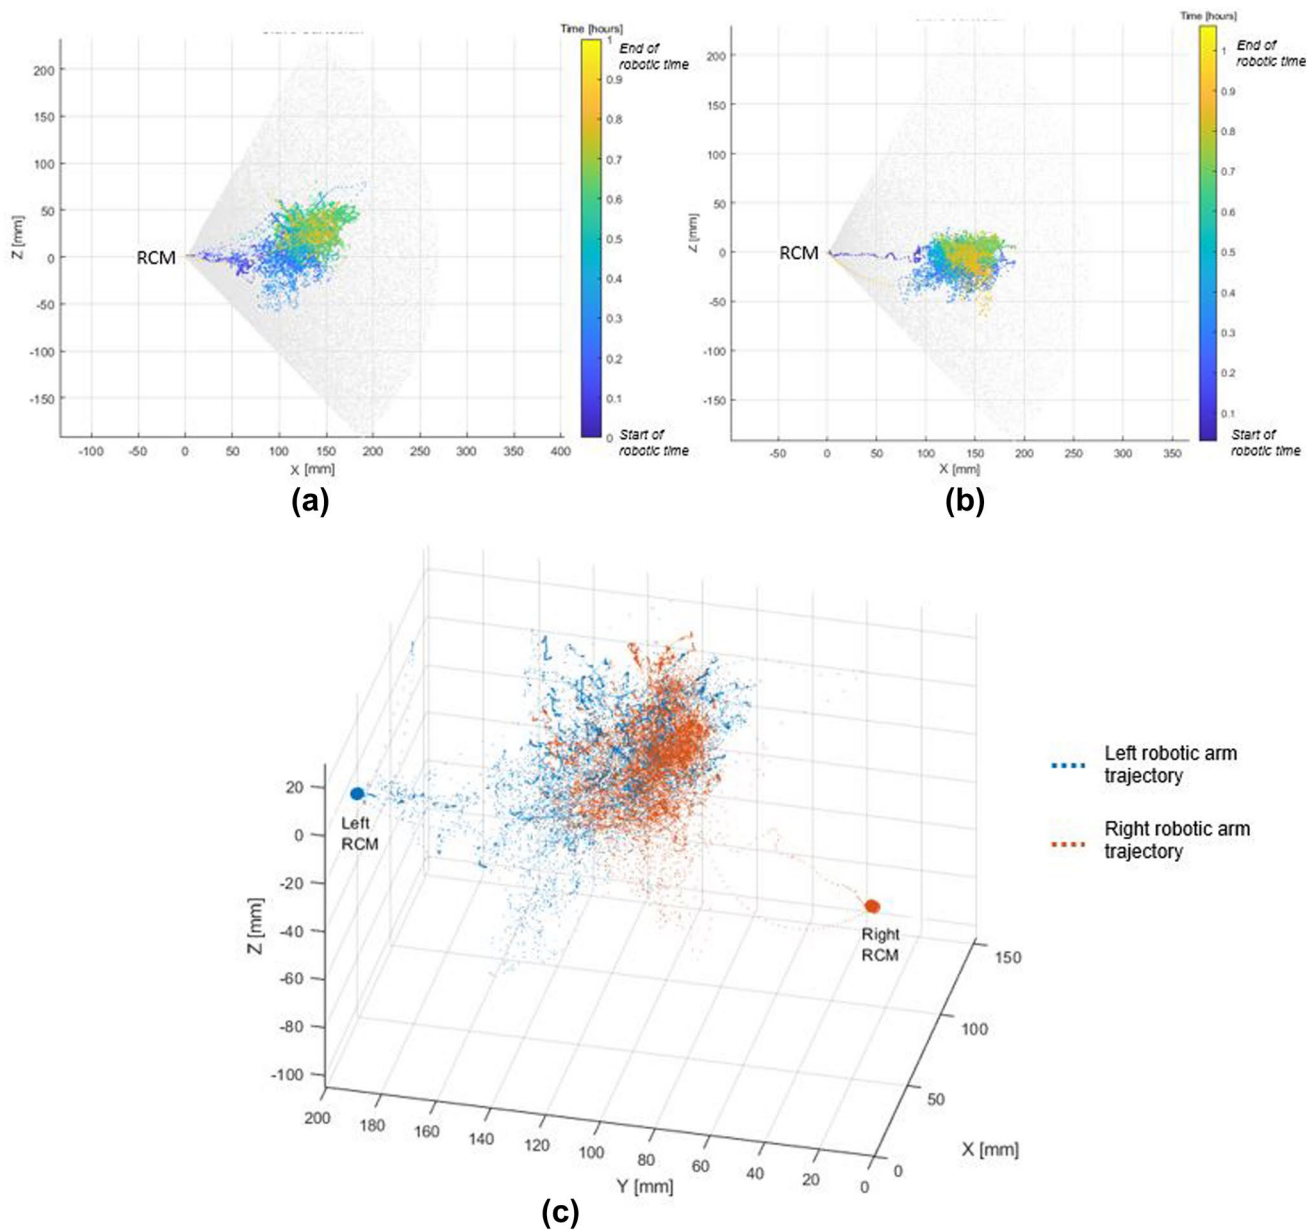 Time [hours]
1
End of
robotic time
0.9
0.8
0.7
0.6
0.5
0.4
0.3
0.2
0.1
0
Start of
robotic time
200
150
100
50
0
-50
-100
-150
Z [mm]
RCM
-100
-50
0
50
100
150
200
250
300
350
400
X [mm]
(a)
Time [hours]
End of
robotic time
1
0.9
0.8
0.7
0.6
0.5
0.4
0.3
0.2
0.1
Start of
robotic time
200
150
100
50
0
-50
-100
-150
Z [mm]
RCM
-50
0
50
100
150
200
250
300
350
X [mm]
(b)
20
0
-20
-40
-60
-80
-100
Z [mm]
Left
RCM
Right
RCM
200
180
160
140
120
100
80
60
40
20
0
Y [mm]
0
50
100
150
X [mm]
Left robotic arm
trajectory
Right robotic arm
trajectory
(c)